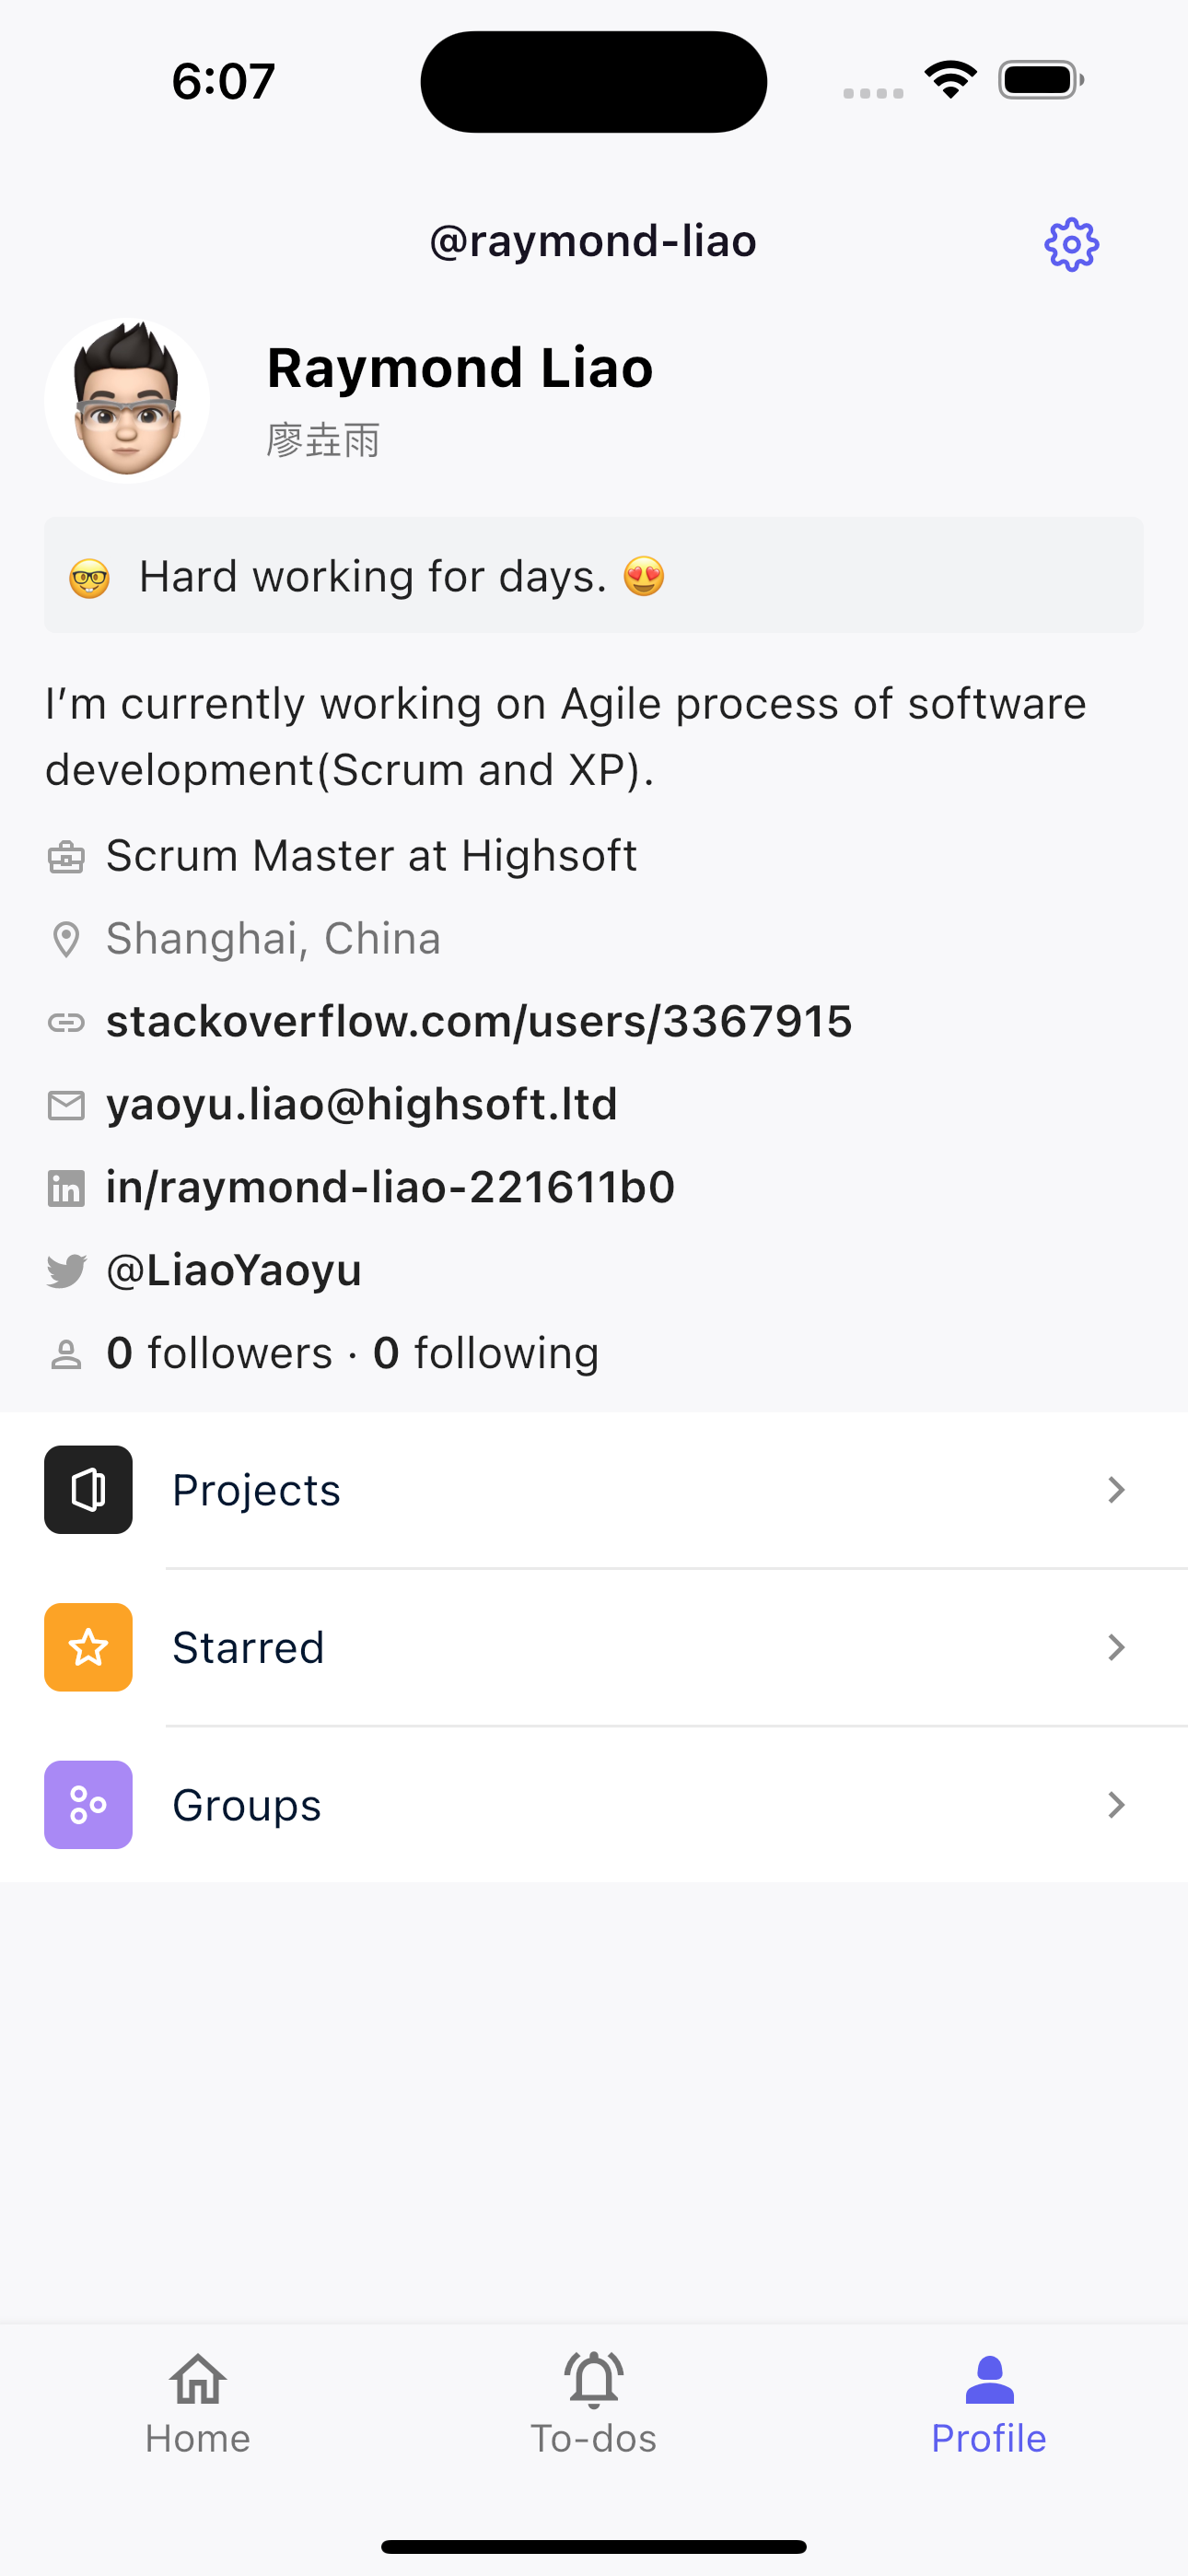 6:07
@raymond-liao
Raymond Liao
廖垚雨
🤓 Hard working for days. 😍
I’m currently working on Agile process of software
development(Scrum and XP).
Scrum Master at Highsoft
Shanghai, China
stackoverflow.com/users/3367915
yaoyu.liao@highsoft.ltd
in/raymond-liao-221611b0
@LiaoYaoyu
0 followers · 0 following
Projects
Starred
Groups
Home
To-dos
Profile